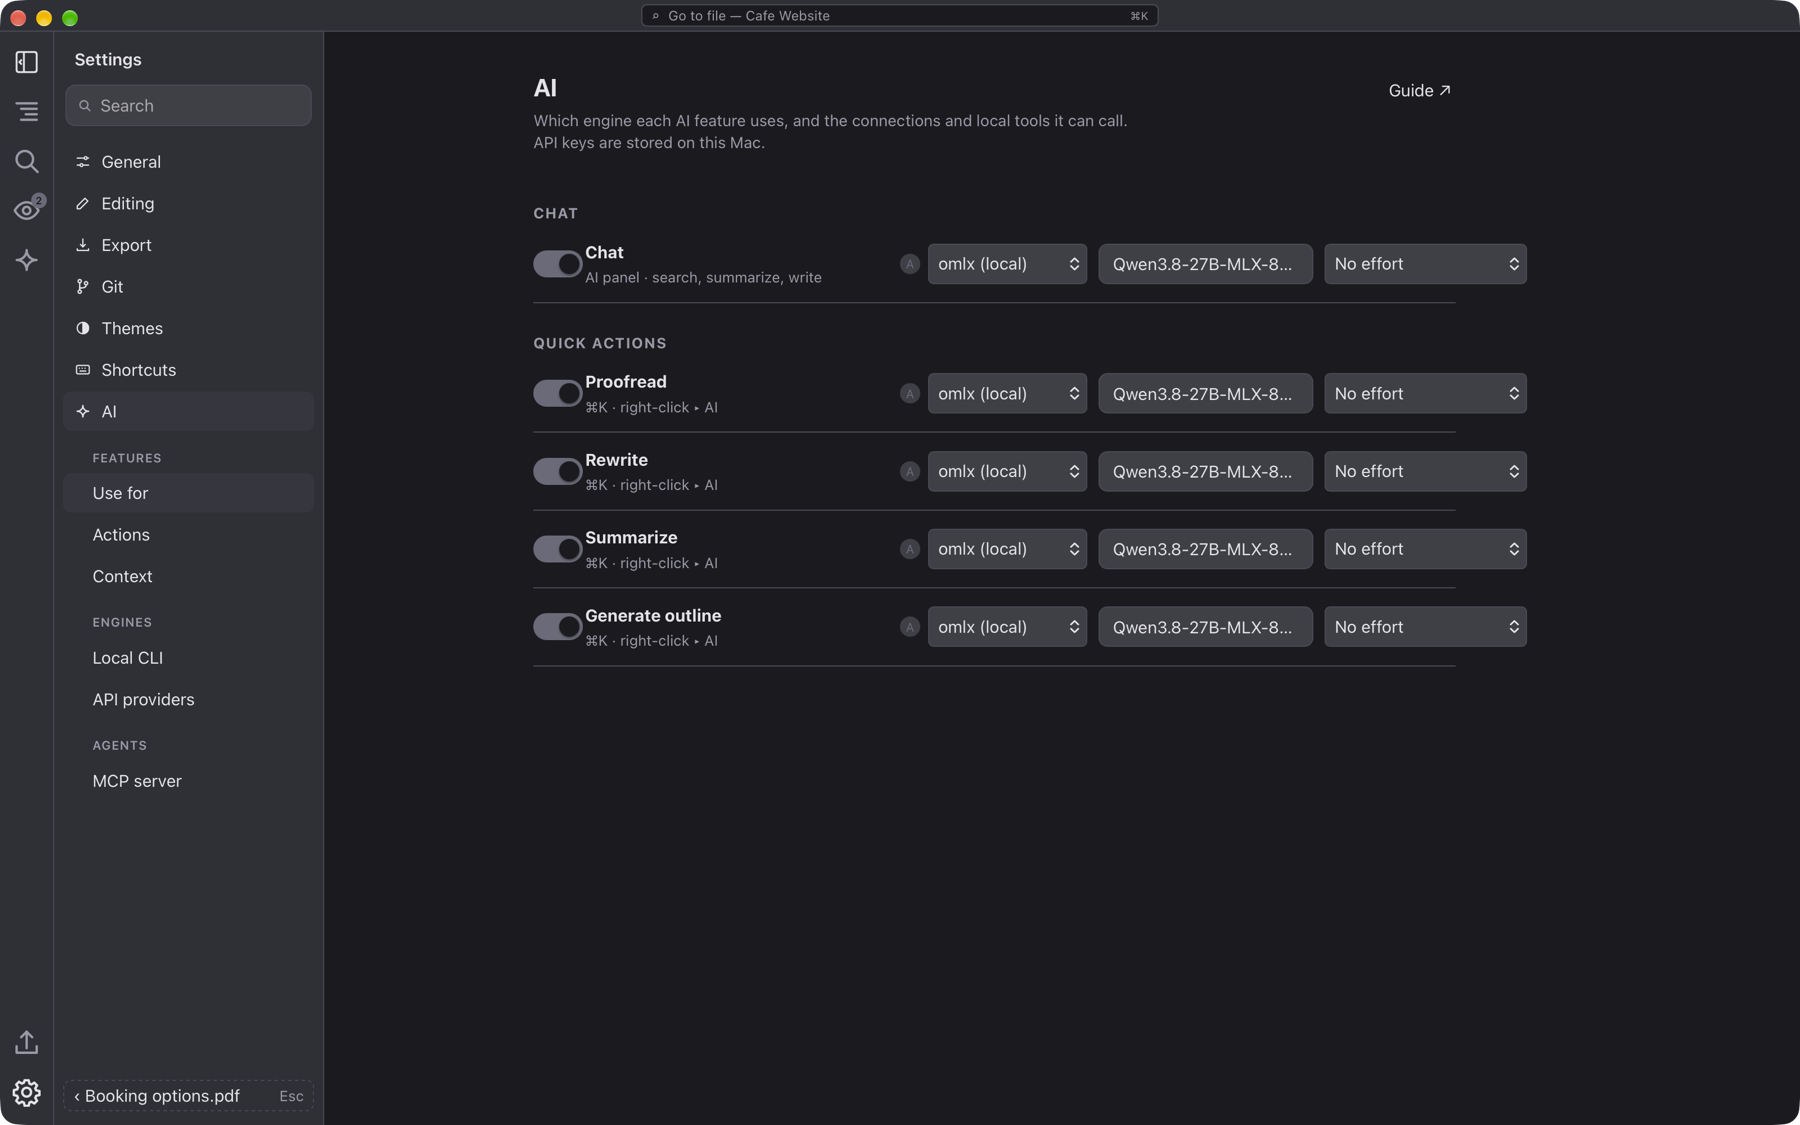 Go to file — Cafe Website
⌘K
Settings
Search
General
Editing
Export
Git
Themes
Shortcuts
AI
FEATURES
Use for
Actions
Context
ENGINES
Local CLI
API providers
AGENTS
MCP server
‹ Booking options.pdf Esc
2
AI
Guide ↗
Which engine each AI feature uses, and the connections and local tools it can call.
API keys are stored on this Mac.
CHAT
Chat
AI panel · search, summarize, write
A omlx (local) Qwen3.8-27B-MLX-8... No effort
QUICK ACTIONS
Proofread
⌘K · right-click ▸ AI
A omlx (local) Qwen3.8-27B-MLX-8... No effort
Rewrite
⌘K · right-click ▸ AI
A omlx (local) Qwen3.8-27B-MLX-8... No effort
Summarize
⌘K · right-click ▸ AI
A omlx (local) Qwen3.8-27B-MLX-8... No effort
Generate outline
⌘K · right-click ▸ AI
A omlx (local) Qwen3.8-27B-MLX-8... No effort